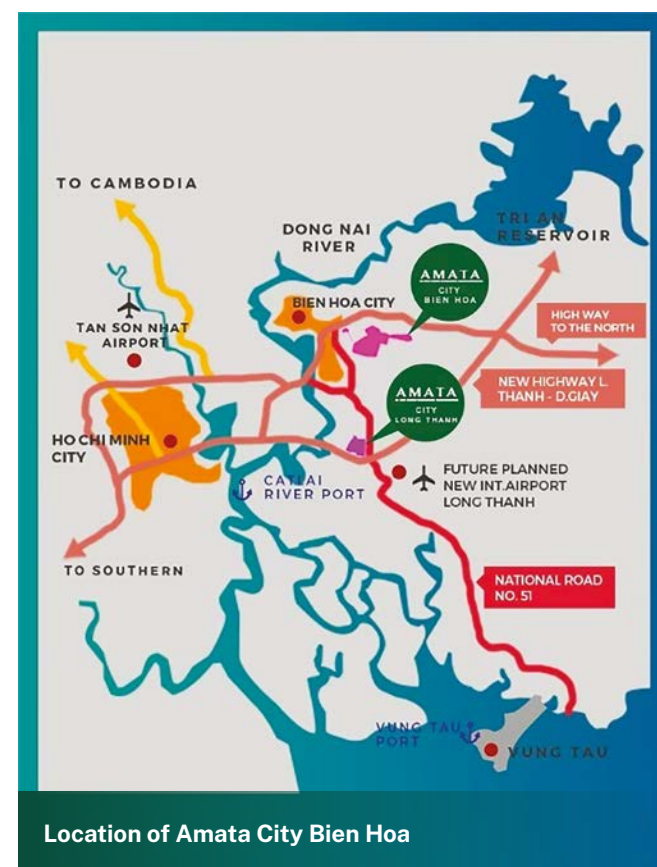 TO CAMBODIA
DONG NAI
RIVER
TRI AN
RESERVOIR
AMATA
CITY
BIEN HOA
BIEN HOA CITY
TAN SON NHAT
AIRPORT
HIGH WAY
TO THE NORTH
NEW HIGHWAY L.
THANH - D.GIAY
AMATA
CITY
LONG THANH
HO CHI MINH
CITY
CATLAI
RIVER PORT
FUTURE PLANNED
NEW INT.AIRPORT
LONG THANH
TO SOUTHERN
NATIONAL ROAD
NO. 51
VUNG TAU
PORT
VUNG TAU
Location of Amata City Bien Hoa